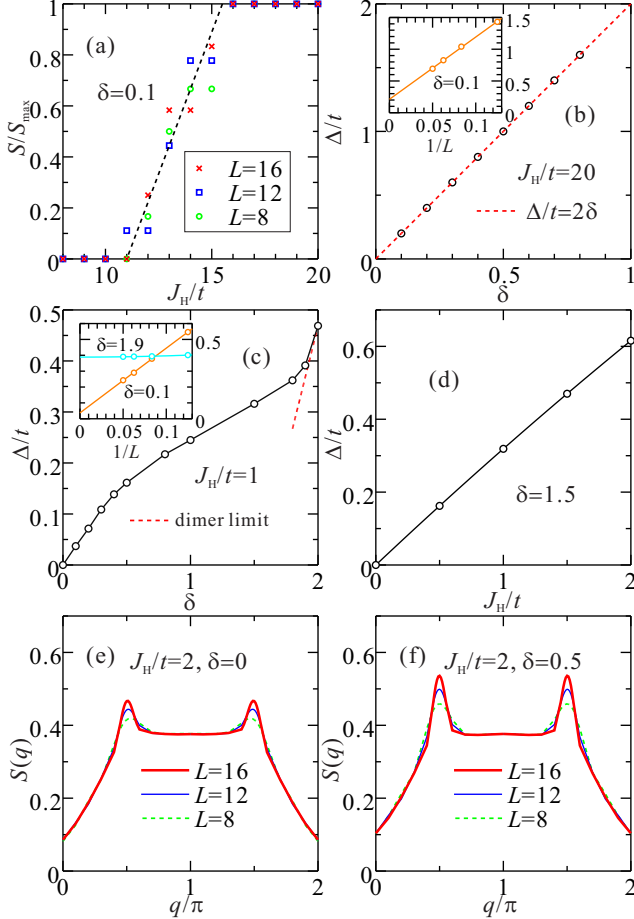 (a)
δ=0.1
S/S_max
1
0.8
0.6
0.4
0.2
0
L=16
L=12
L=8
10 15 20
J_H/t
(b)
Δ/t
2
1
0
1.5
1
0.5
0
δ=0.1
0 0.05 0.1
1/L
J_H/t=20
Δ/t=2δ
0 0.5 1
δ
(c)
Δ/t
0.5
0.4
0.3
0.2
0.1
0
δ=1.9
δ=0.1
0.5
0
0 0.05 0.1
1/L
J_H/t=1
dimer limit
0 1 2
δ
(d)
Δ/t
0.6
0.4
0.2
0
δ=1.5
0 1 2
J_H/t
(e)
J_H/t=2, δ=0
S(q)
0.6
0.4
0.2
0
L=16
L=12
L=8
0 1 2
q/π
(f)
J_H/t=2, δ=0.5
S(q)
0.6
0.4
0.2
0
L=16
L=12
L=8
0 1 2
q/π